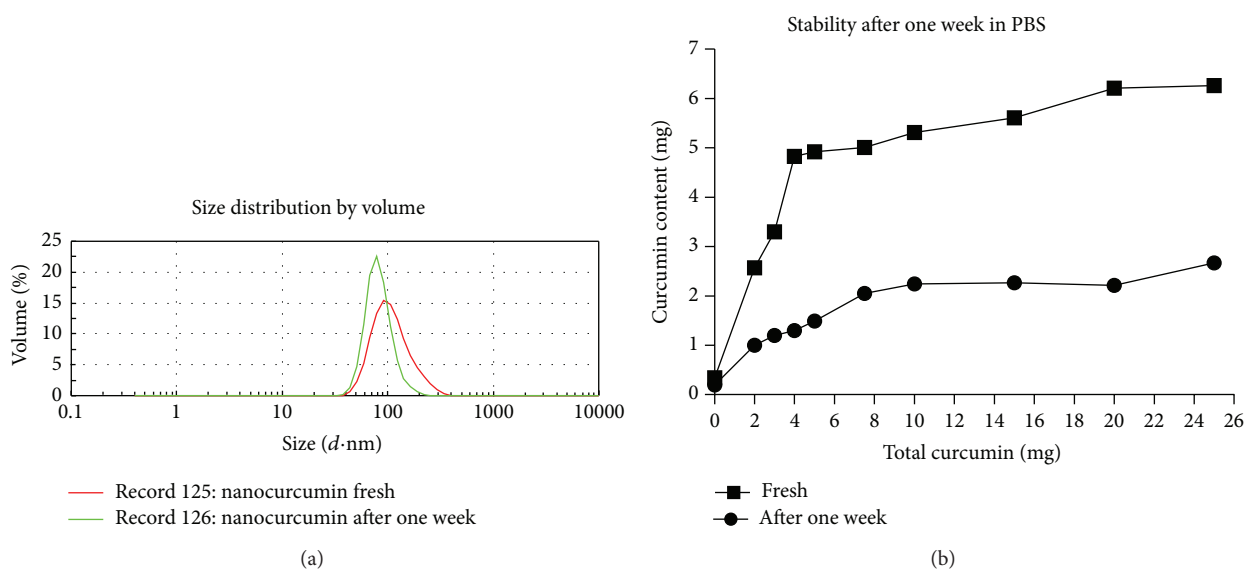 Size distribution by volume
25
20
15
10
5
0
Volume (%)
0.1 1 10 100 1000 10000
Size (d·nm)
Record 125: nanocurcumin fresh
Record 126: nanocurcumin after one week
(a)
Stability after one week in PBS
7
6
5
4
3
2
1
0
Curcumin content (mg)
0 2 4 6 8 10 12 14 16 18 20 22 24 26
Total curcumin (mg)
Fresh
After one week
(b)